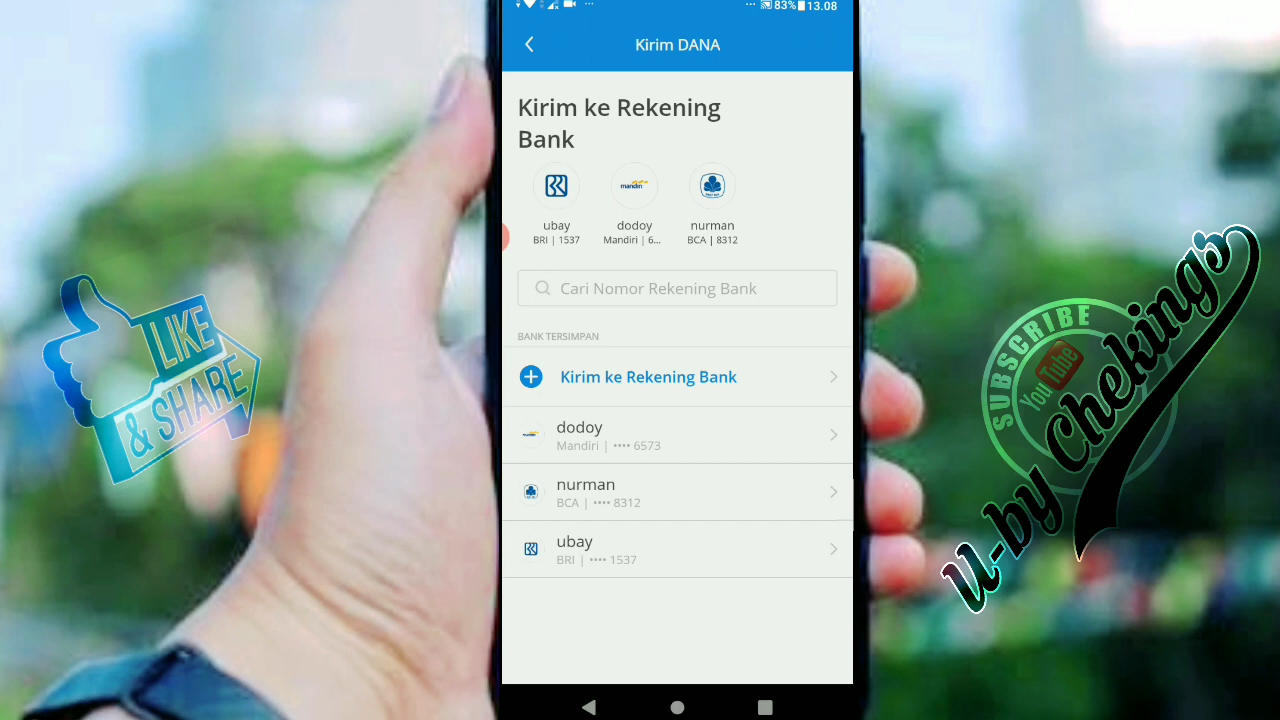 83% 13.08
Kirim DANA
Kirim ke Rekening
Bank
mandiri
ubay
dodoy
nurman
BRI | 1537
Mandiri | 6...
BCA | 8312
Cari Nomor Rekening Bank
BANK TERSIMPAN
Kirim ke Rekening Bank
dodoy
Mandiri | •••• 6573
nurman
BCA | •••• 8312
ubay
BRI | •••• 1537
LIKE
& SHARE
SUBSCRIBE
YouTube